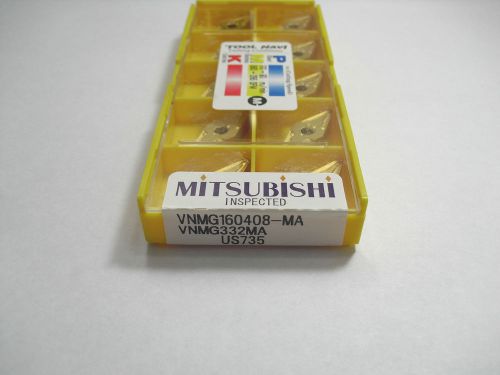 TOOL NAVI
P
M
K
MITSUBISHI
INSPECTED
VNMG160408-MA
VNMG332MA
US735